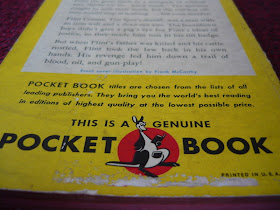 But when Flint's father was killed and his cattle
rustled, Flint took the law back in his own
hands. His revenge led him down a trail of
blood, oil, and gun-play!
Front cover illustration by Frank McCarthy
POCKET BOOK titles are chosen from the lists of all
leading publishers. They bring you the world's best reading
in editions of highest quality at the lowest possible price.
THIS IS A GENUINE
POCKET BOOK
PRINTED IN U.S.A.